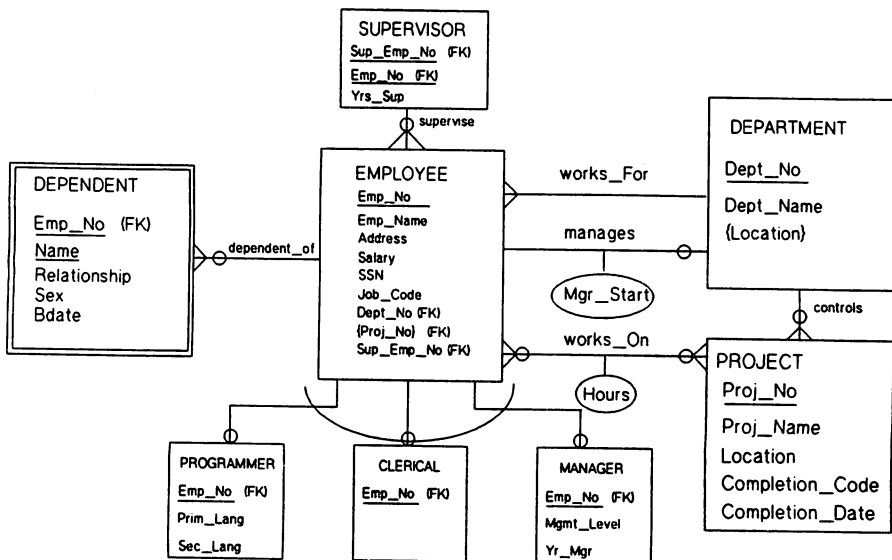 SUPERVISOR
Sup_Emp_No (FK)
Emp_No (FK)
Yrs_Sup
supervise
DEPENDENT
Emp_No (FK)
Name
Relationship
Sex
Bdate
dependent_of
EMPLOYEE
Emp_No
Emp_Name
Address
Salary
SSN
Job_Code
Dept_No (FK)
{Proj_No} (FK)
Sup_Emp_No (FK)
works_For
manages
Mgr_Start
works_On
Hours
DEPARTMENT
Dept_No
Dept_Name
{Location}
controls
PROJECT
Proj_No
Proj_Name
Location
Completion_Code
Completion_Date
PROGRAMMER
Emp_No (FK)
Prim_Lang
Sec_Lang
CLERICAL
Emp_No (FK)
MANAGER
Emp_No (FK)
Mgmt_Level
Yr_Mgr